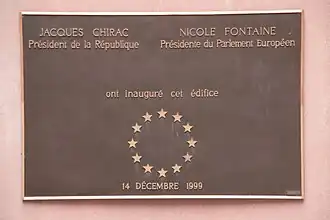 JACQUES CHIRAC
Président de la République
NICOLE FONTAINE
Présidente du Parlement Européen
ont inauguré cet édifice
14 DÉCEMBRE 1999